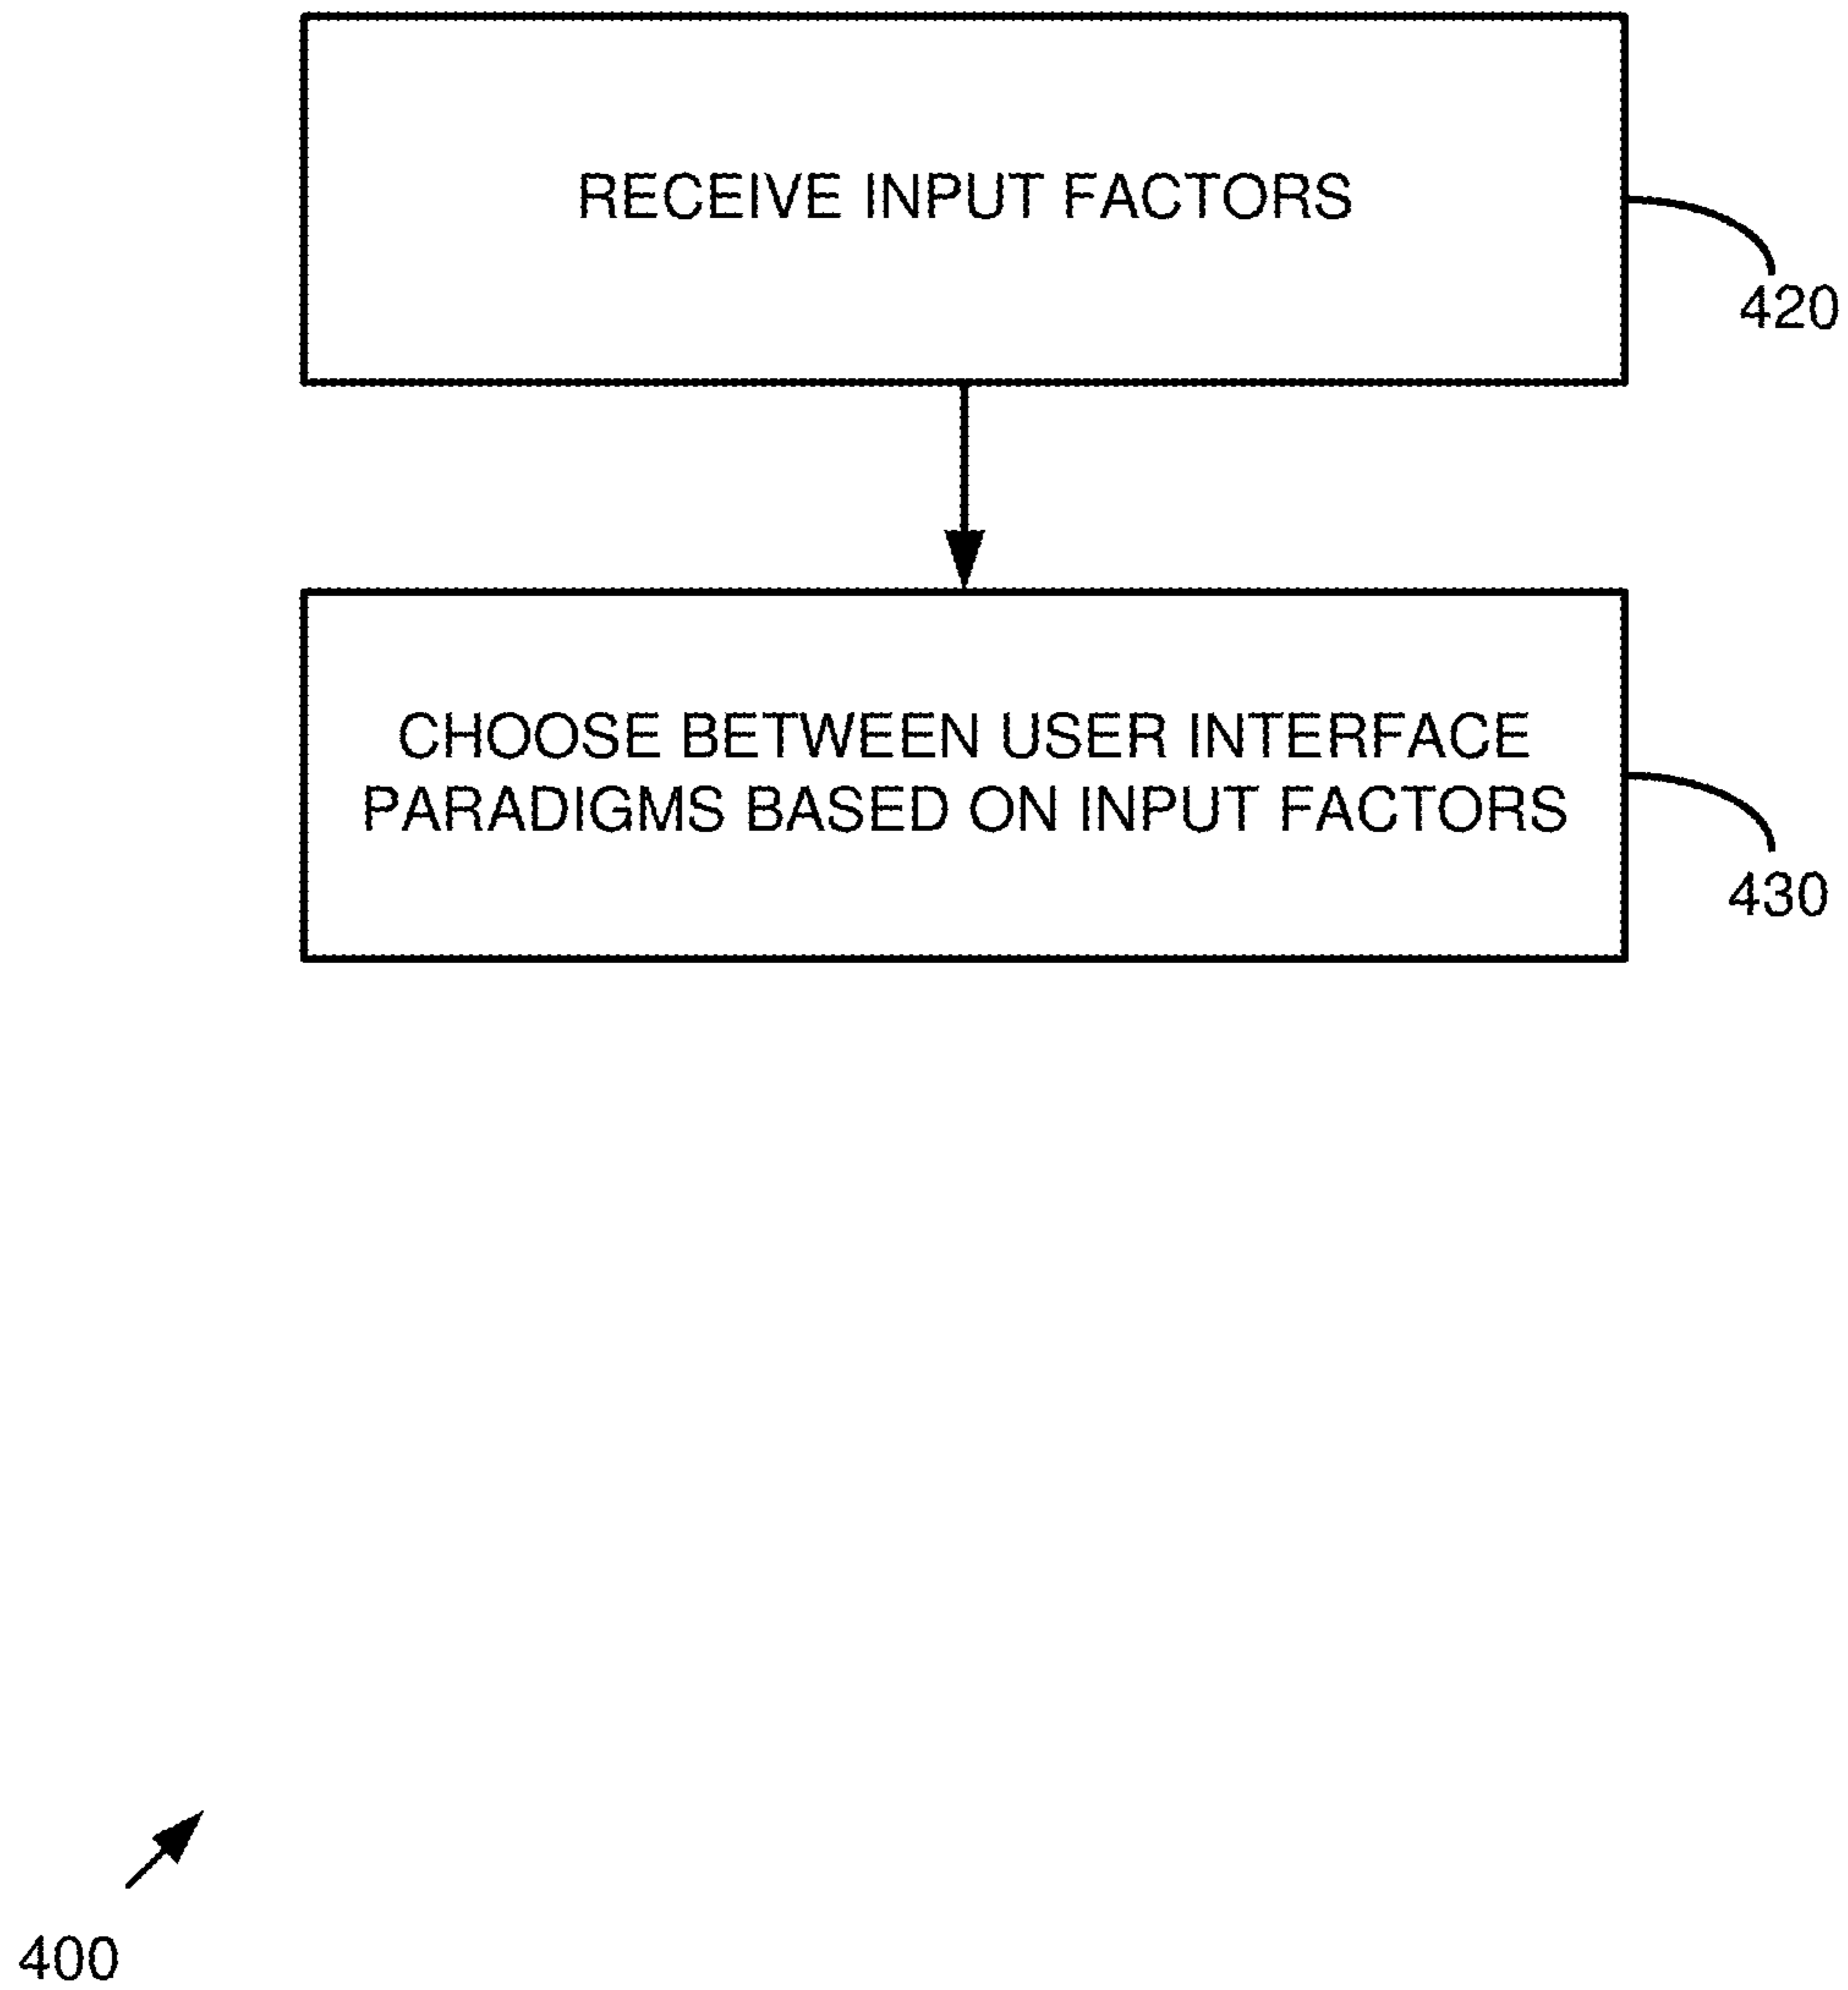 RECEIVE INPUT FACTORS
420
CHOOSE BETWEEN USER INTERFACE
PARADIGMS BASED ON INPUT FACTORS
430
400